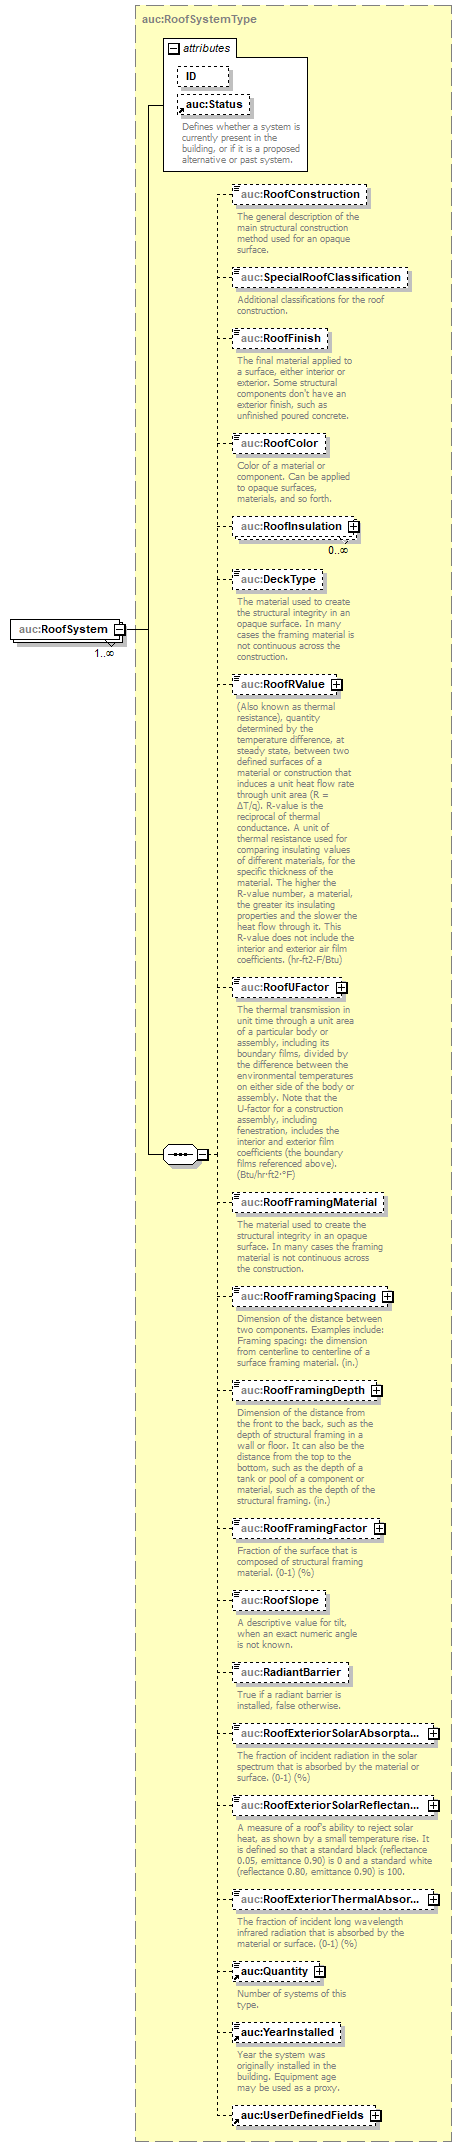 auc:RoofSystemType
attributes
ID
auc:Status
Defines whether a system is
currently present in the
building, or if it is a proposed
alternative or past system.
auc:RoofConstruction
The general description of the
main structural construction
method used for an opaque
surface.
auc:SpecialRoofClassification
Additional classifications for the roof
construction.
auc:RoofFinish
The final material applied to
a surface, either interior or
exterior. Some structural
components don't have an
exterior finish, such as
unfinished poured concrete.
auc:RoofColor
Color of a material or
component. Can be applied
to opaque surfaces,
materials, and so forth.
auc:RoofInsulation
0..∞
auc:DeckType
The material used to create
the structural integrity in an
opaque surface. In many
cases the framing material is
not continuous across the
construction.
auc:RoofSystem
1..∞
auc:RoofRValue
(Also known as thermal
resistance), quantity
determined by the
temperature difference, at
steady state, between two
defined surfaces of a
material or construction that
induces a unit heat flow rate
through unit area (R =
ΔT/q). R-value is the
reciprocal of thermal
conductance. A unit of
thermal resistance used for
comparing insulating values
of different materials, for the
specific thickness of the
material. The higher the
R-value number, a material,
the greater its insulating
properties and the slower the
heat flow through it. This
R-value does not include the
interior and exterior air film
coefficients. (hr-ft2-F/Btu)
auc:RoofUFactor
The thermal transmission in
unit time through a unit area
of a particular body or
assembly, including its
boundary films, divided by
the difference between the
environmental temperatures
on either side of the body or
assembly. Note that the
U-factor for a construction
assembly, including
fenestration, includes the
interior and exterior film
coefficients (the boundary
films referenced above).
(Btu/hr·ft2·°F)
auc:RoofFramingMaterial
The material used to create the
structural integrity in an opaque
surface. In many cases the framing
material is not continuous across
the construction.
auc:RoofFramingSpacing
Dimension of the distance between
two components. Examples include:
Framing spacing: the dimension
from centerline to centerline of a
surface framing material. (in.)
auc:RoofFramingDepth
Dimension of the distance from
the front to the back, such as the
depth of structural framing in a
wall or floor. It can also be the
distance from the top to the
bottom, such as the depth of a
tank or pool of a component or
material, such as the depth of the
structural framing. (in.)
auc:RoofFramingFactor
Fraction of the surface that is
composed of structural framing
material. (0-1) (%)
auc:RoofSlope
A descriptive value for tilt,
when an exact numeric angle
is not known.
auc:RadiantBarrier
True if a radiant barrier is
installed, false otherwise.
auc:RoofExteriorSolarAbsorpta...
The fraction of incident radiation in the solar
spectrum that is absorbed by the material or
surface. (0-1) (%)
auc:RoofExteriorSolarReflectan...
A measure of a roof's ability to reject solar
heat, as shown by a small temperature rise. It
is defined so that a standard black (reflectance
0.05, emittance 0.90) is 0 and a standard white
(reflectance 0.80, emittance 0.90) is 100.
auc:RoofExteriorThermalAbsor...
The fraction of incident long wavelength
infrared radiation that is absorbed by the
material or surface. (0-1) (%)
auc:Quantity
Number of systems of this
type.
auc:YearInstalled
Year the system was
originally installed in the
building. Equipment age
may be used as a proxy.
auc:UserDefinedFields